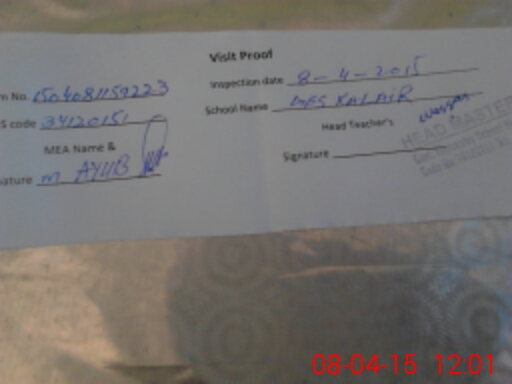 Visit Proof
m No. 1504081159223
Inspection date 8-4-2015
S code 34120151
School Name KALAIR
MEA Name &
Head Teacher's
nature m AYUB
Signature
HEAD MASTER
08-04-15 12:01